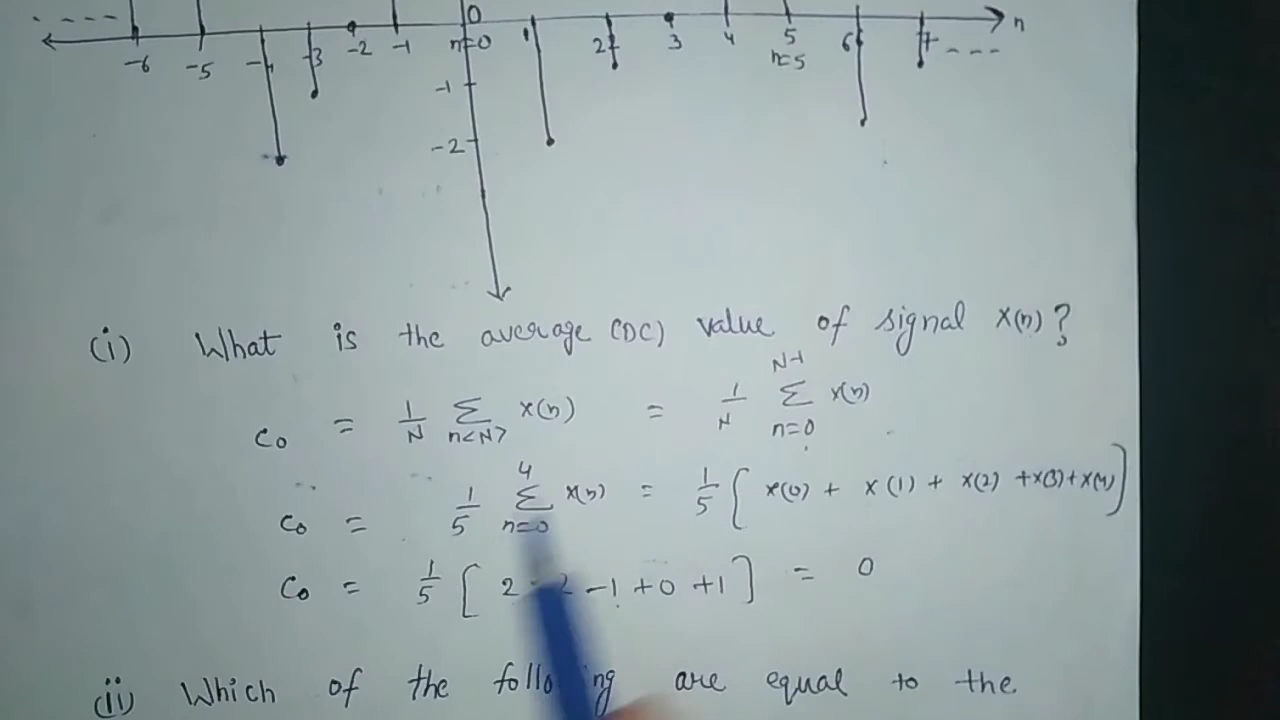 0 n
-6 -5 -4 -3 -2 -1 n=0 1 2 3 4 5 6 7
n=5
-1
-2
(i) What is the average (DC) value of signal x(n)?
c0 = 1/N Σ n<N> x(n) = 1/N Σ n=0 N-1 x(n)
∴ c0 = 1/5 Σ n=0 4 x(n) = 1/5 [ x(0) + x(1) + x(2) + x(3) + x(4) ]
c0 = 1/5 [ 2 - 2 -1 +0 +1 ] = 0
(ii) Which of the following are equal to the